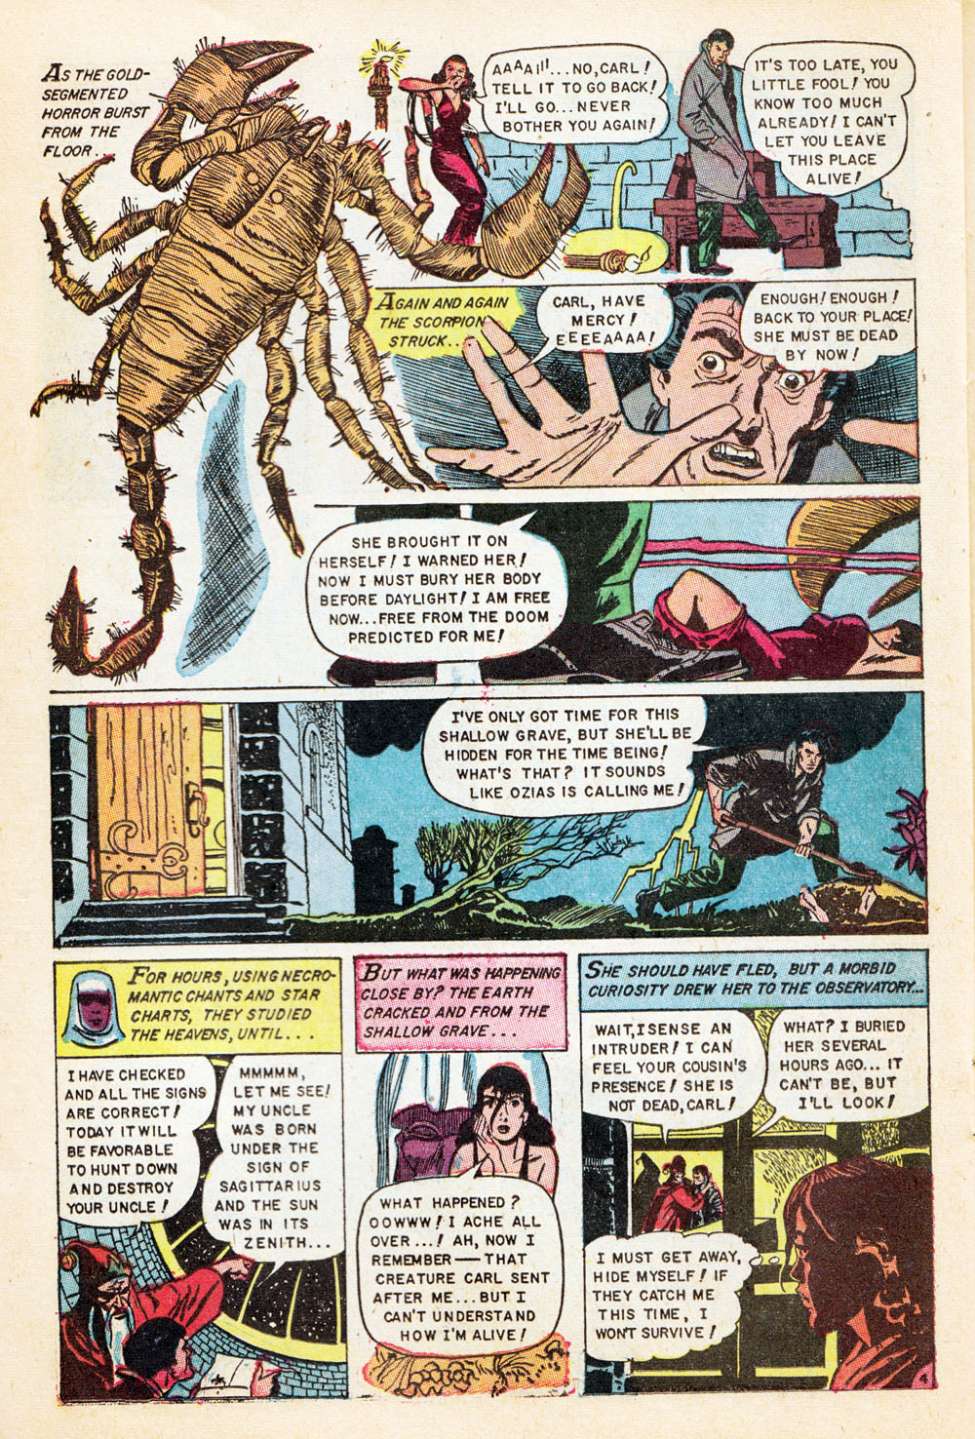 AS THE GOLD-
SEGMENTED
HORROR BURST
FROM THE
FLOOR...
AAAAIII...NO, CARL!
TELL IT TO GO BACK!
I'LL GO...NEVER
BOTHER YOU AGAIN!
IT'S TOO LATE, YOU
LITTLE FOOL! YOU
KNOW TOO MUCH
ALREADY! I CAN'T
LET YOU LEAVE
THIS PLACE
ALIVE!
AGAIN AND AGAIN
THE SCORPION
STRUCK...
CARL, HAVE
MERCY!
EEEEAAAA!
ENOUGH! ENOUGH!
BACK TO YOUR PLACE!
SHE MUST BE DEAD
BY NOW!
SHE BROUGHT IT ON
HERSELF! I WARNED HER!
NOW I MUST BURY HER BODY
BEFORE DAYLIGHT! I AM FREE
NOW...FREE FROM THE DOOM
PREDICTED FOR ME!
I'VE ONLY GOT TIME FOR THIS
SHALLOW GRAVE, BUT SHE'LL BE
HIDDEN FOR THE TIME BEING!
WHAT'S THAT? IT SOUNDS
LIKE OZIAS IS CALLING ME!
FOR HOURS, USING NECRO-
MANTIC CHANTS AND STAR
CHARTS, THEY STUDIED
THE HEAVENS, UNTIL...
I HAVE CHECKED
AND ALL THE SIGNS
ARE CORRECT!
TODAY IT WILL
BE FAVORABLE
TO HUNT DOWN
AND DESTROY
YOUR UNCLE!
MMMMM,
LET ME SEE!
MY UNCLE
WAS BORN
UNDER THE
SIGN OF
SAGITTARIUS
AND THE SUN
WAS IN ITS
ZENITH...
BUT WHAT WAS HAPPENING
CLOSE BY? THE EARTH
CRACKED AND FROM THE
SHALLOW GRAVE...
WHAT HAPPENED?
OOWWW! I ACHE ALL
OVER...! AH, NOW I
REMEMBER—THAT
CREATURE CARL SENT
AFTER ME...BUT I
CAN'T UNDERSTAND
HOW I'M ALIVE!
SHE SHOULD HAVE FLED, BUT A MORBID
CURIOSITY DREW HER TO THE OBSERVATORY...
WAIT, I SENSE AN
INTRUDER! I CAN
FEEL YOUR COUSIN'S
PRESENCE! SHE IS
NOT DEAD, CARL!
WHAT? I BURIED
HER SEVERAL
HOURS AGO...IT
CAN'T BE, BUT
I'LL LOOK!
I MUST GET AWAY,
HIDE MYSELF! IF
THEY CATCH ME
THIS TIME, I
WON'T SURVIVE!
4